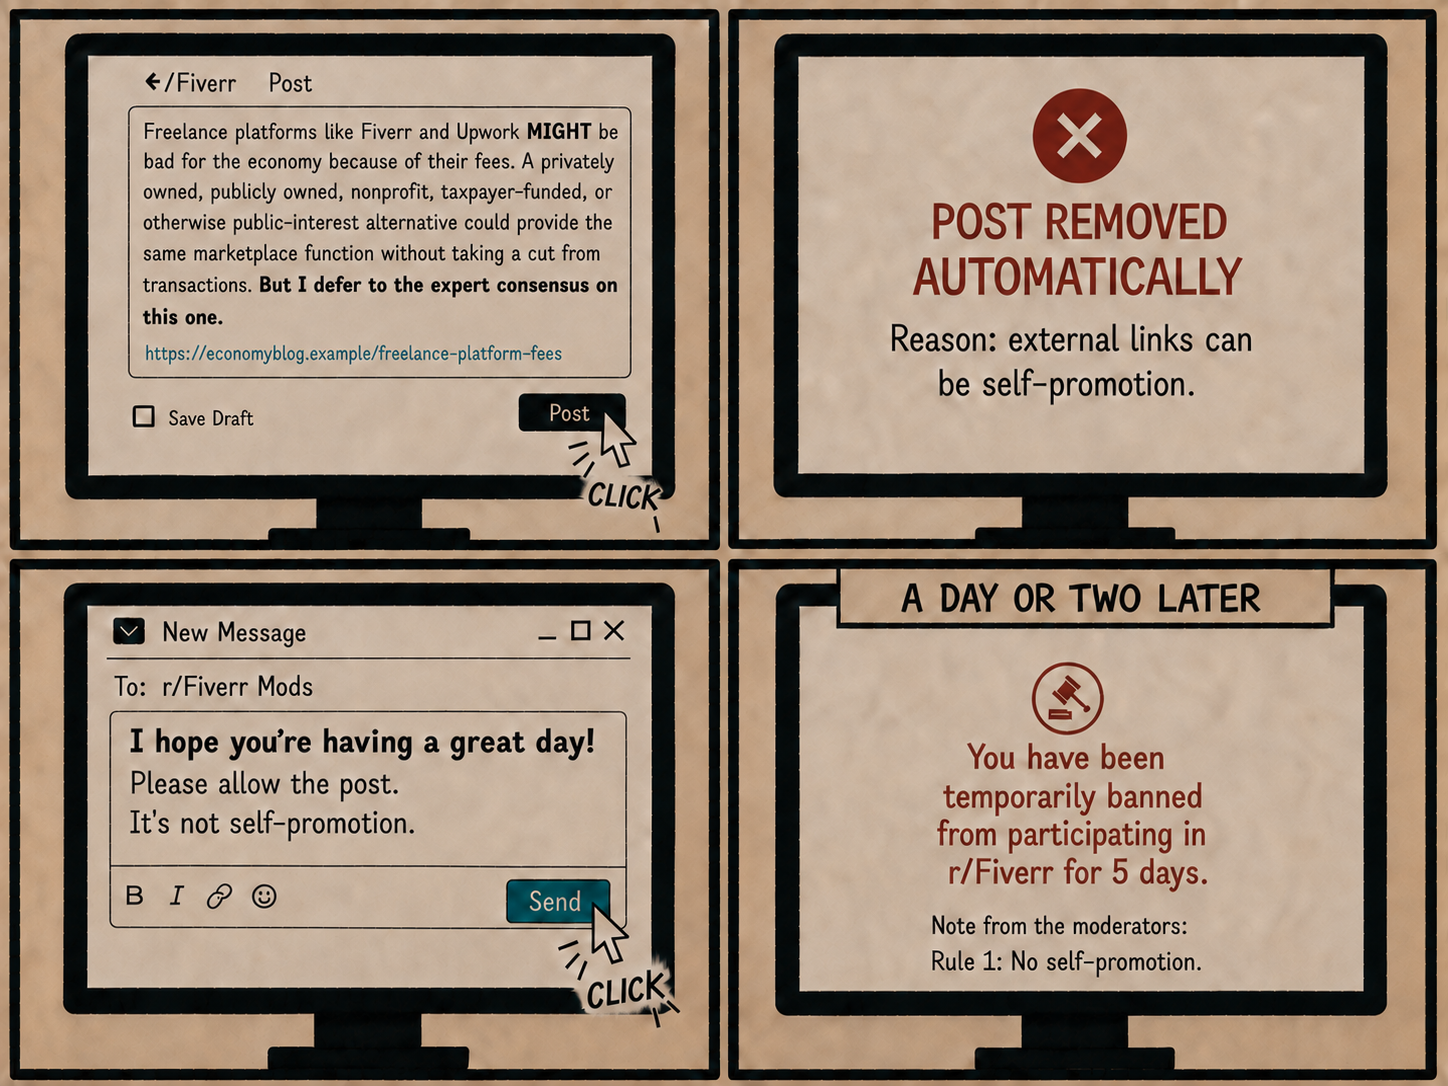 ←/Fiverr Post
Freelance platforms like Fiverr and Upwork MIGHT be
bad for the economy because of their fees. A privately
owned, publicly owned, nonprofit, taxpayer-funded, or
otherwise public-interest alternative could provide the
same marketplace function without taking a cut from
transactions. But I defer to the expert consensus on
this one.
https://economyblog.example/freelance-platform-fees
Save Draft
Post
CLICK
POST REMOVED
AUTOMATICALLY
Reason: external links can
be self-promotion.
New Message
To: r/Fiverr Mods
I hope you're having a great day!
Please allow the post.
It's not self-promotion.
B I
Send
CLICK
A DAY OR TWO LATER
You have been
temporarily banned
from participating in
r/Fiverr for 5 days.
Note from the moderators:
Rule 1: No self-promotion.